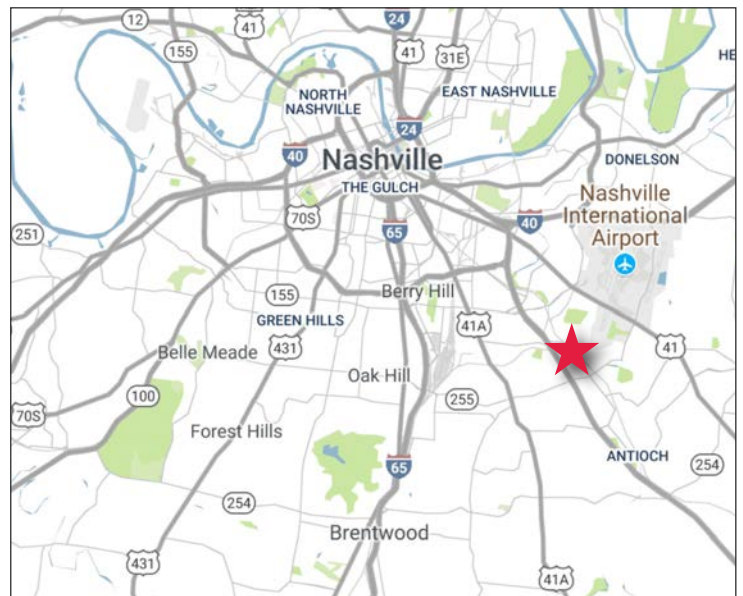 24
12
41
155
41
31E
HE
NORTH
NASHVILLE
EAST NASHVILLE
24
40
Nashville
DONELSON
THE GULCH
Nashville
International
Airport
70S
40
65
251
155
Berry Hill
GREEN HILLS
41A
431
41
Belle Meade
Oak Hill
100
255
70S
Forest Hills
ANTIOCH
65
254
254
Brentwood
431
41A